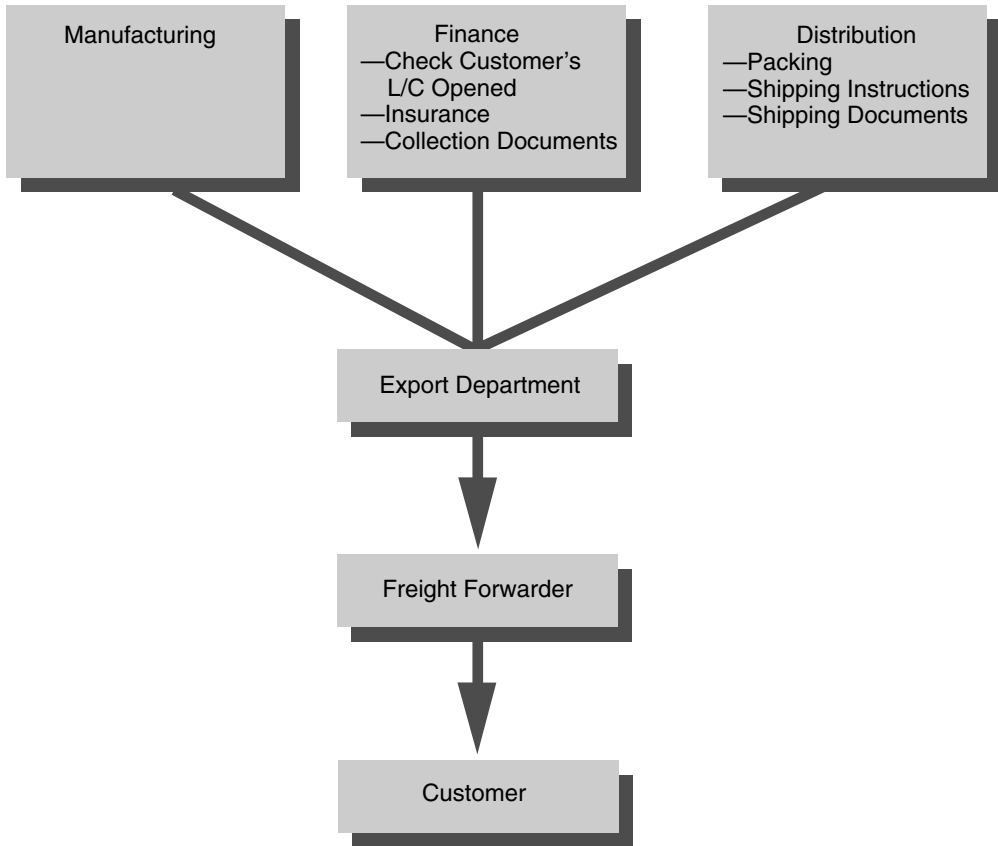 Manufacturing
Finance
—Check Customer’s
L/C Opened
—Insurance
—Collection Documents
Distribution
—Packing
—Shipping Instructions
—Shipping Documents
Export Department
Freight Forwarder
Customer